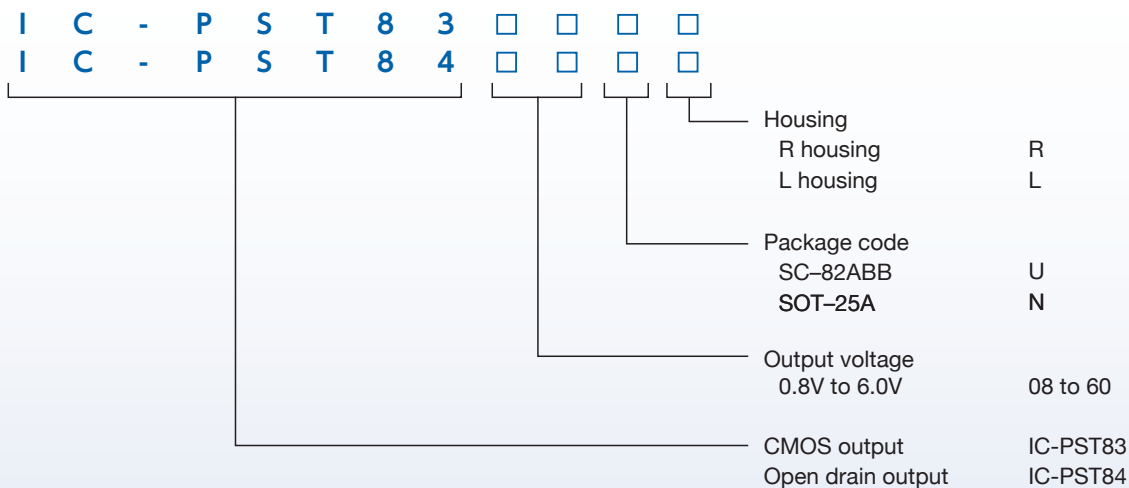 IC-PST83□□□□
IC-PST84□□□□
Housing
R housing R
L housing L
Package code
SC–82ABB U
SOT–25A N
Output voltage
0.8V to 6.0V 08 to 60
CMOS output IC-PST83
Open drain output IC-PST84